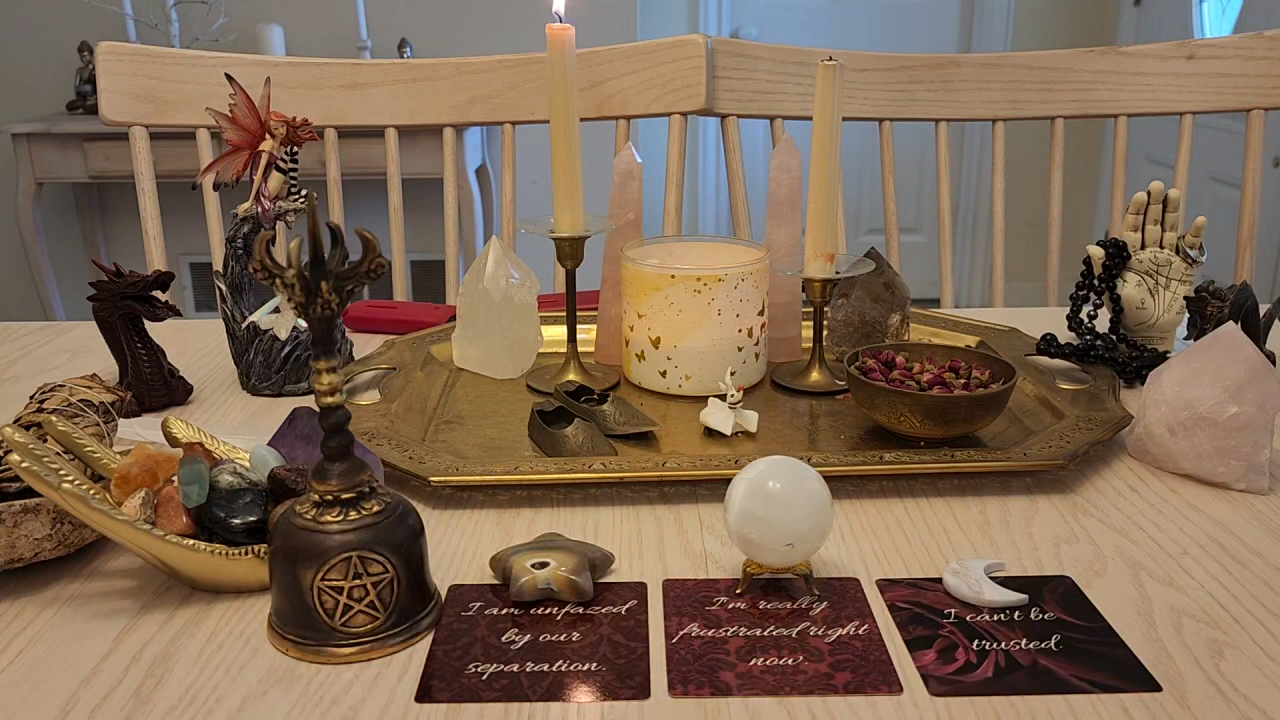 I am unfazed
by our
separation.
I'm really
frustrated right
now.
I can't be
trusted.